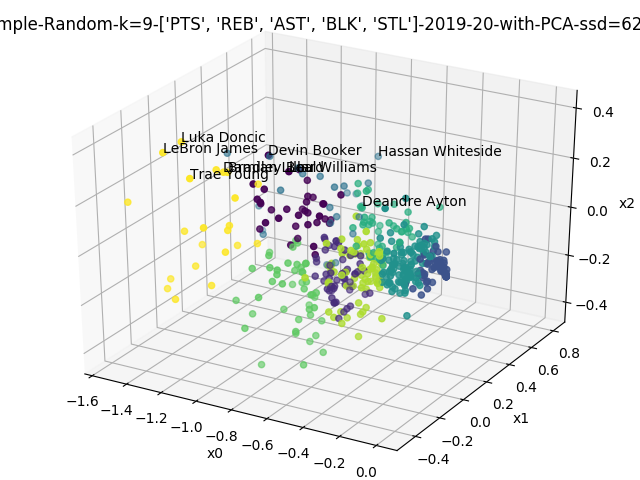 mple-Random-k=9-['PTS', 'REB', 'AST', 'BLK', 'STL']-2019-20-with-PCA-ssd=62
Luka Doncic
LeBron James
Devin Booker
Hassan Whiteside
Bradley
Williams
Trae Young
Deandre Ayton
x2
0.4
0.2
0.0
−0.2
−0.4
x1
0.8
0.6
0.4
0.2
0.0
−0.2
−0.4
x0
−1.6
−1.4
−1.2
−1.0
−0.8
−0.6
−0.4
−0.2
0.0